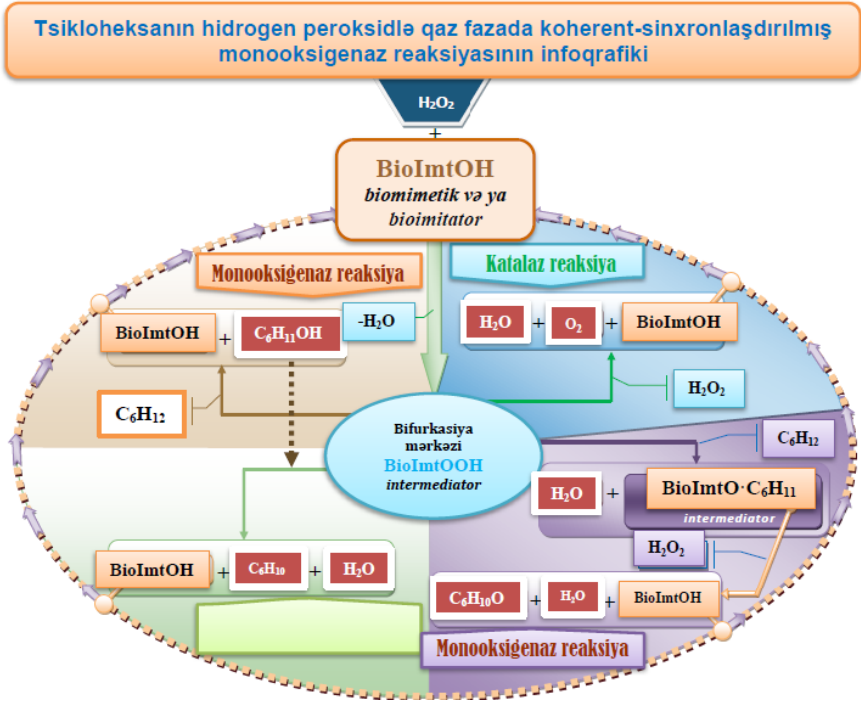 Tsikloheksanın hidrogen peroksidlə qaz fazada koherent-sinxronlaşdırılmış
monooksigenaz reaksiyasının infoqrafiki
H₂O₂
+
BioImtOH
biomimetik və ya
bioimitator
Monooksigenaz reaksiya
Katalaz reaksiya
BioImtOH + C₆H₁₁OH
-H₂O
H₂O + O₂ + BioImtOH
C₆H₁₂
H₂O₂
Bifurkasiya
mərkəzi
BioImtOOH
intermediator
C₆H₁₂
H₂O + BioImtO·C₆H₁₁
intermediator
H₂O₂
BioImtOH + C₆H₁₀ + H₂O
C₆H₁₀O + H₂O + BioImtOH
Monooksigenaz reaksiya